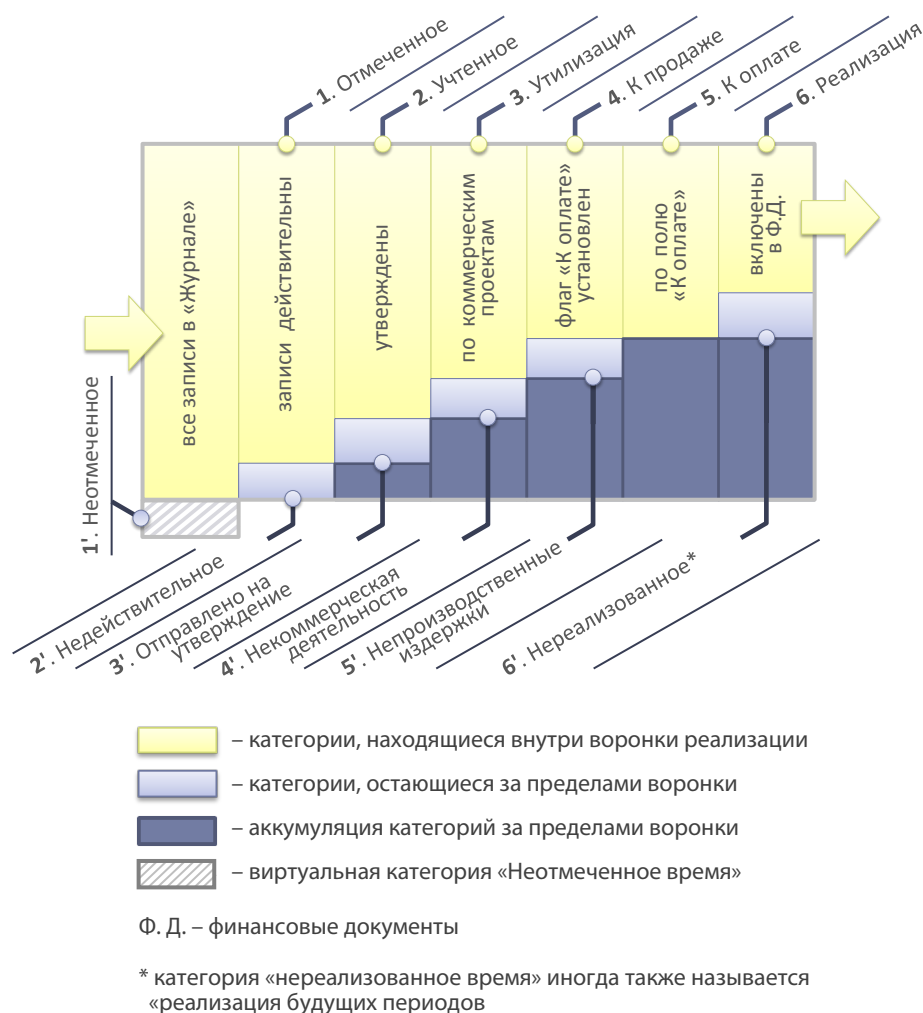 1. Отмеченное
2. Учтенное
3. Утилизация
4. К продаже
5. К оплате
6. Реализация
все записи в «Журнале»
записи действительны
утверждены
по коммерческим
проектам
флаг «К оплате»
установлен
по полю
«К оплате»
включены
в Ф.Д.
1'. Неотмеченное
2'. Недействительное
3'. Отправлено на
утверждение
4'. Некоммерческая
деятельность
5'. Непроизводственные
издержки
6'. Нереализованное*
– категории, находящиеся внутри воронки реализации
– категории, остающиеся за пределами воронки
– аккумуляция категорий за пределами воронки
– виртуальная категория «Неотмеченное время»
Ф. Д. – финансовые документы
* категория «нереализованное время» иногда также называется
«реализация будущих периодов